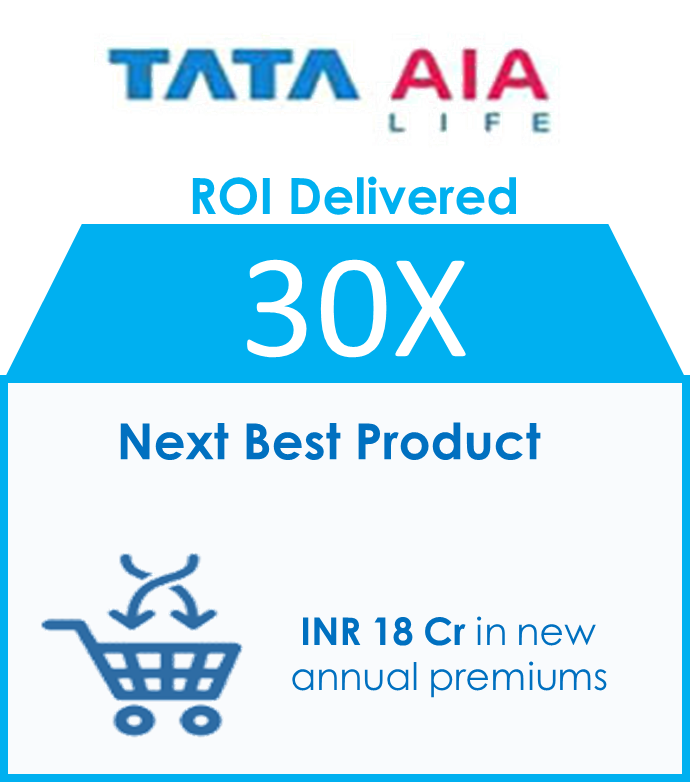 TATA AIA
LIFE
ROI Delivered
30X
Next Best Product
INR 18 Cr in new
annual premiums